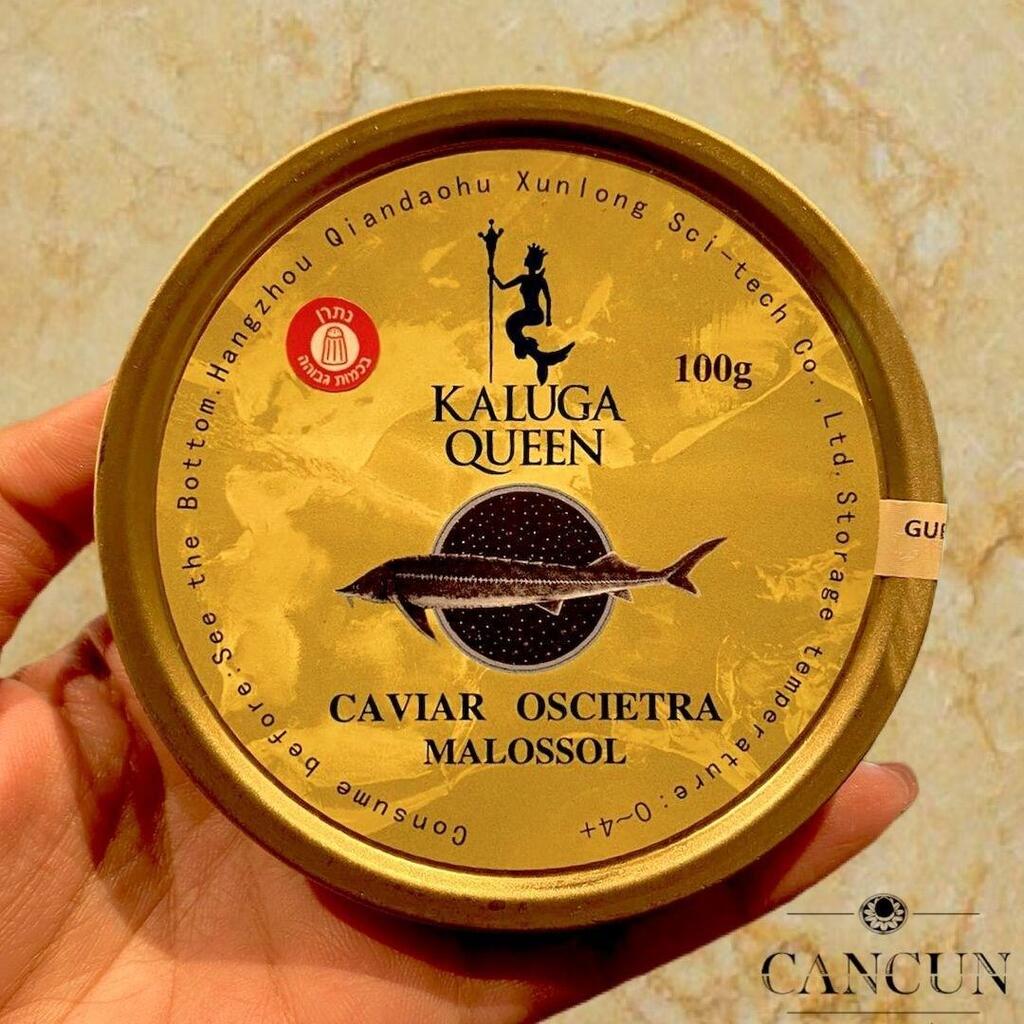 Consume before:See the Bottom.Hangzhou Qiandaohu Xunlong Sci-tech Co.,Ltd.Storage temperature:0~4+
נתרן
בכמות גבוהה
100g
KALUGA
QUEEN
GUE
CAVIAR OSCIETRA
MALOSSOL
CANCUN